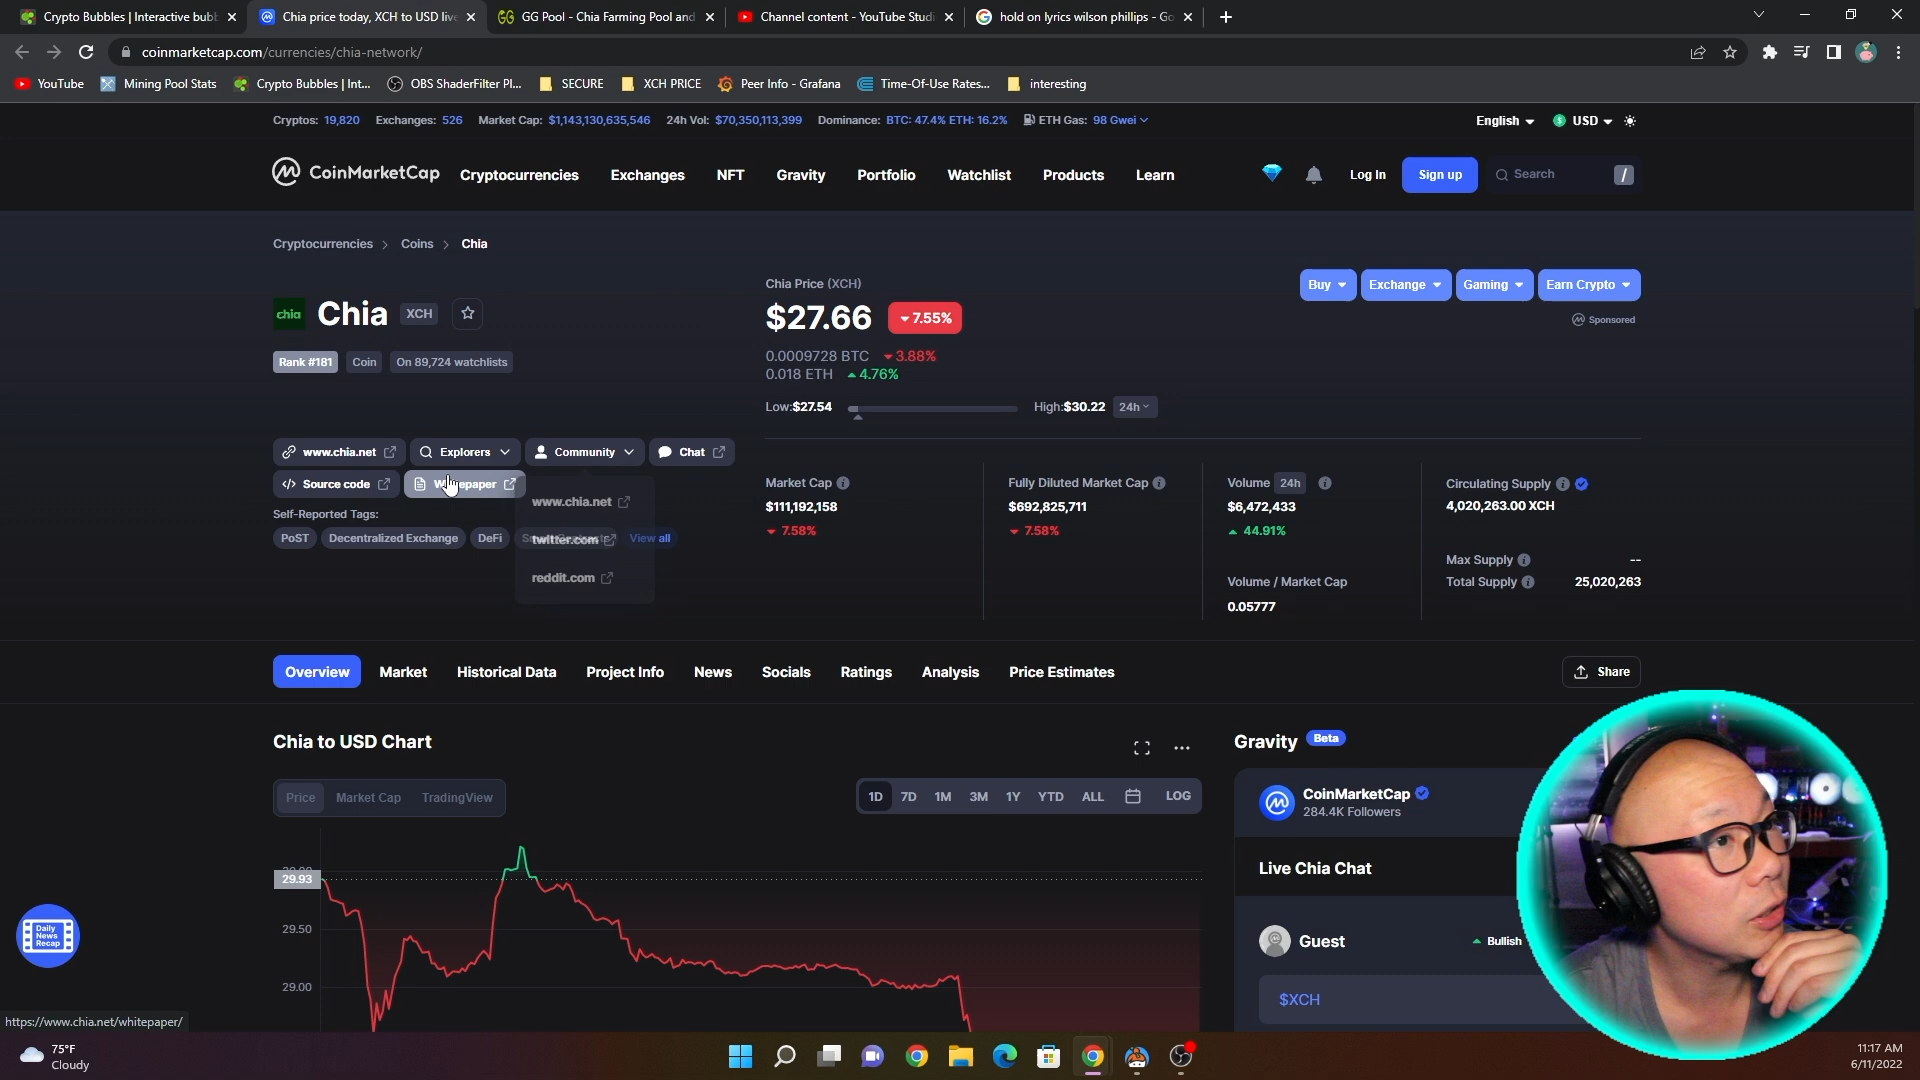 Crypto Bubbles | Interactive bubb
Chia price today, XCH to USD live
GG Pool - Chia Farming Pool and
Channel content - YouTube Studi
hold on lyrics wilson phillips - Go
coinmarketcap.com/currencies/chia-network/
YouTube Mining Pool Stats Crypto Bubbles | Int... OBS ShaderFilter Pl... SECURE XCH PRICE Peer Info - Grafana Time-Of-Use Rates... interesting
Cryptos: 19,820 Exchanges: 526 Market Cap: $1,143,130,635,546 24h Vol: $70,350,113,399 Dominance: BTC: 47.4% ETH: 16.2% ETH Gas: 98 Gwei
English USD
CoinMarketCap Cryptocurrencies Exchanges NFT Gravity Portfolio Watchlist Products Learn Log In Sign up Search /
Cryptocurrencies > Coins > Chia
chia Chia XCH
Rank #181 Coin On 89,724 watchlists
Chia Price (XCH)
$27.66 7.55%
0.0009728 BTC 3.88%
0.018 ETH 4.76%
Low:$27.54 High:$30.22 24h
Buy Exchange Gaming Earn Crypto
Sponsored
www.chia.net Explorers Community Chat
Source code Whitepaper
www.chia.net
twitter.com
reddit.com
Self-Reported Tags:
PoST Decentralized Exchange DeFi View all
Market Cap
$111,192,158
7.58%
Fully Diluted Market Cap
$692,825,711
7.58%
Volume 24h
$6,472,433
44.91%
Volume / Market Cap
0.05777
Circulating Supply
4,020,263.00 XCH
Max Supply --
Total Supply 25,020,263
Overview Market Historical Data Project Info News Socials Ratings Analysis Price Estimates Share
Chia to USD Chart
Price Market Cap TradingView
1D 7D 1M 3M 1Y YTD ALL LOG
29.93
29.50
29.00
Gravity Beta
CoinMarketCap
284.4K Followers
Live Chia Chat
Guest Bullish
$XCH
Daily
News
Recap
https://www.chia.net/whitepaper/
75°F
Cloudy
11:17 AM
6/11/2022